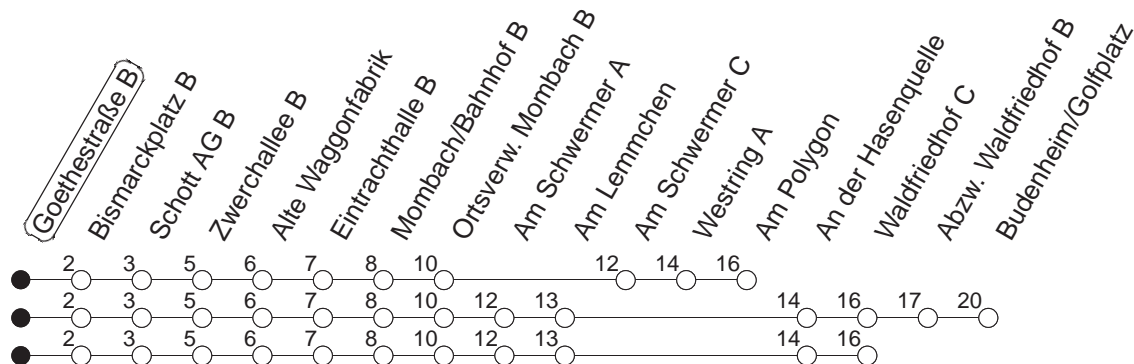 Goethestraße B
Bismarckplatz B
Schott AG B
Zwerchallee B
Alte Waggonfabrik
Eintrachthalle B
Mombach/Bahnhof B
Ortsverw. Mombach B
Am Schwermer A
Am Lemmchen
Am Schwermer C
Westring A
Am Polygon
An der Hasenquelle
Waldfriedhof C
Abzw. Waldfriedhof B
Budenheim/Golfplatz
2 3 5 6 7 8 10 12 14 16
2 3 5 6 7 8 10 12 13 14 16 17 20
2 3 5 6 7 8 10 12 13 14 16